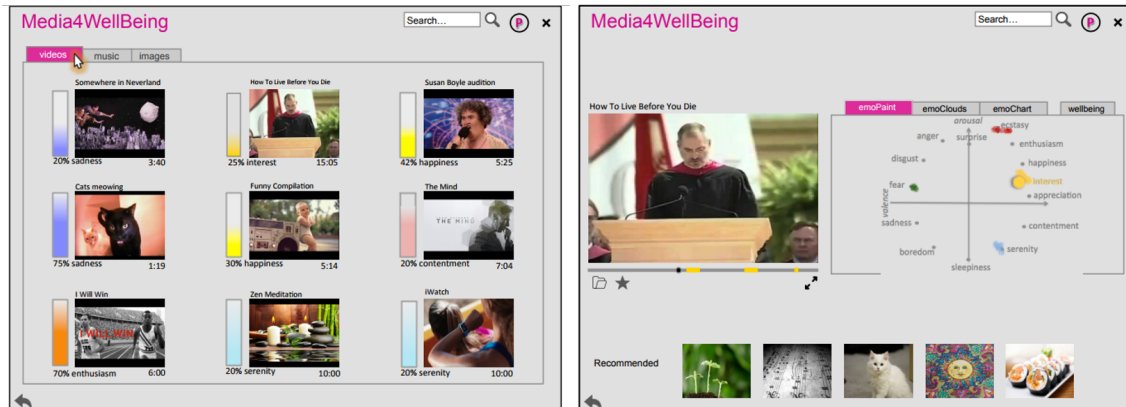 Media4WellBeing
Search...
P
×
videos
music
images
Somewhere in Neverland
20% sadness
3:40
How To Live Before You Die
25% interest
15:05
Susan Boyle audition
42% happiness
5:25
Cats meowing
75% sadness
1:19
Funny Compilation
30% happiness
5:14
The Mind
THE MIND
20% contentment
7:04
I Will Win
I WILL WIN
70% enthusiasm
6:00
Zen Meditation
20% serenity
10:00
iWatch
20% serenity
10:00
Media4WellBeing
Search...
P
×
How To Live Before You Die
emoPaint
emoClouds
emoChart
wellbeing
arousal
ecstasy
anger
surprise
enthusiasm
disgust
happiness
fear
interest
appreciation
valence
sadness
contentment
boredom
serenity
sleepiness
Recommended